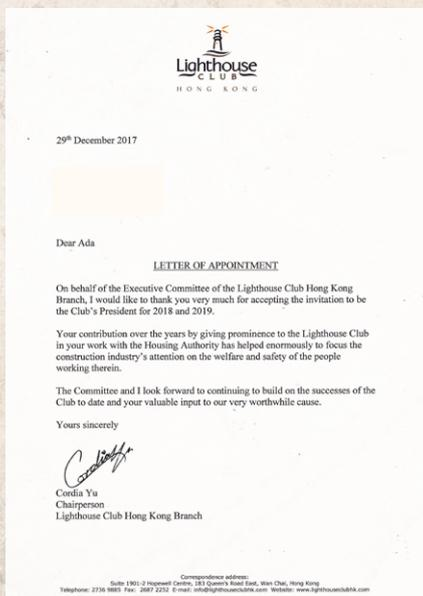 Lighthouse
CLUB
HONG KONG
29th December 2017
Dear Ada
LETTER OF APPOINTMENT
On behalf of the Executive Committee of the Lighthouse Club Hong Kong
Branch, I would like to thank you very much for accepting the invitation to be
the Club's President for 2018 and 2019.
Your contribution over the years by giving prominence to the Lighthouse Club
in your work with the Housing Authority has helped enormously to focus the
construction industry's attention on the welfare and safety of the people
working therein.
The Committee and I look forward to continuing to build on the successes of the
Club to date and your valuable input to our very worthwhile cause.
Yours sincerely
Cordia Yu
Cordia Yu
Chairperson
Lighthouse Club Hong Kong Branch
Correspondence address:
Suite 1901-2 Hopewell Centre, 183 Queen's Road East, Wan Chai, Hong Kong
Telephone: 2736 9885 Fax: 2687 2252 E-mail: info@lighthouseclubhk.com Website: www.lighthouseclubhk.com